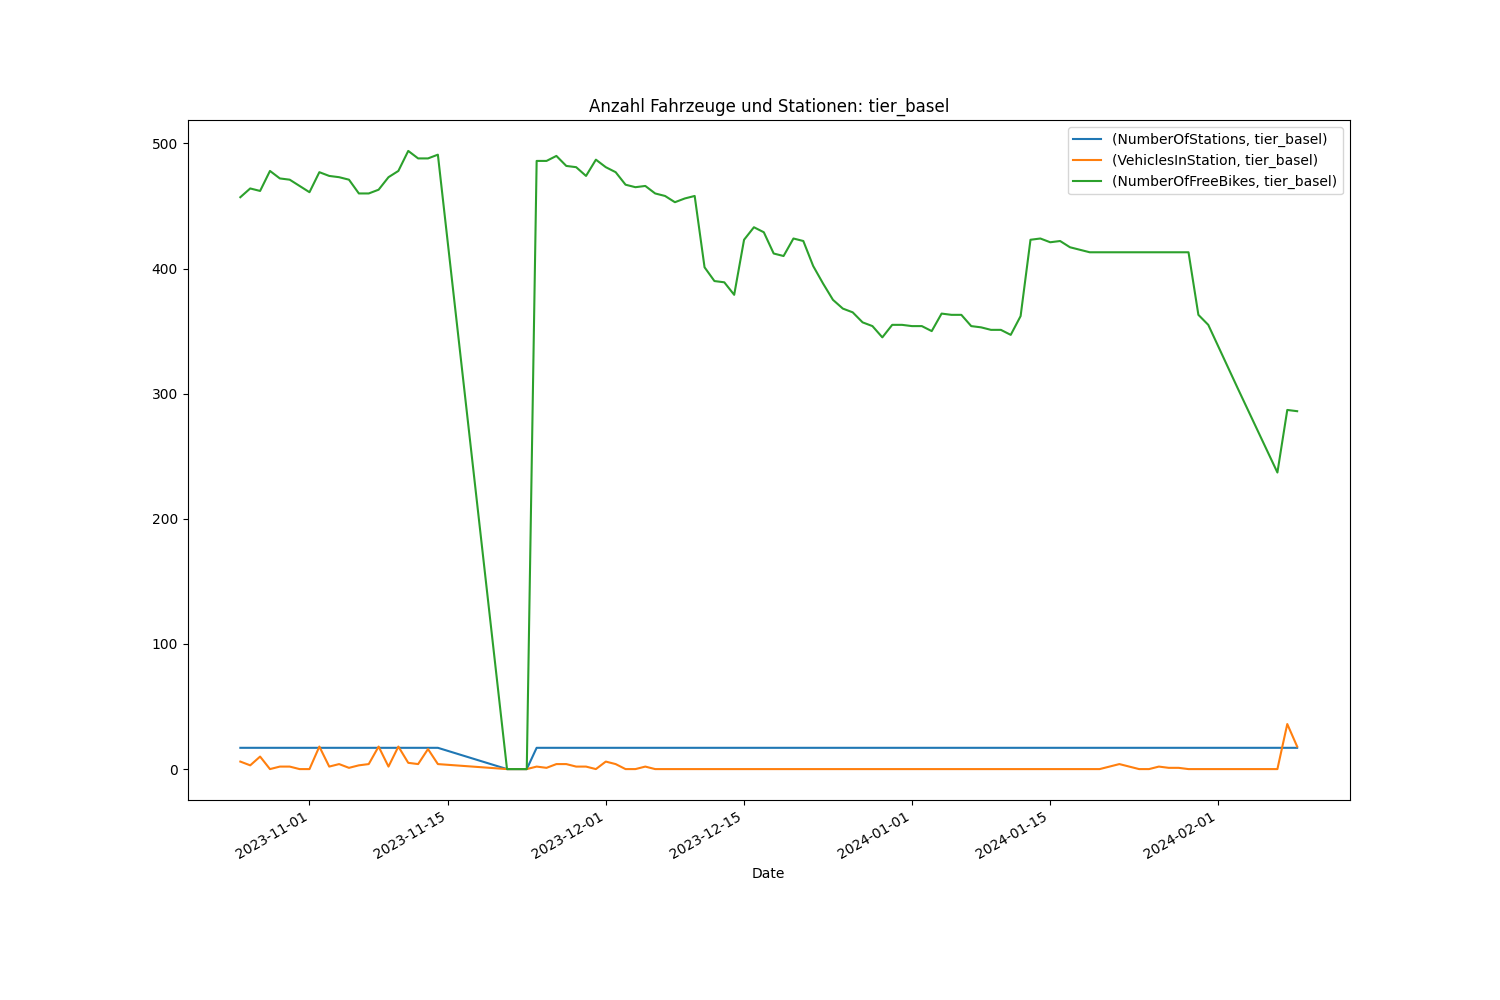 Anzahl Fahrzeuge und Stationen: tier_basel
(NumberOfStations, tier_basel)
(VehiclesInStation, tier_basel)
(NumberOfFreeBikes, tier_basel)
500
400
300
200
100
0
2023-11-01
2023-11-15
2023-12-01
2023-12-15
2024-01-01
2024-01-15
2024-02-01
Date